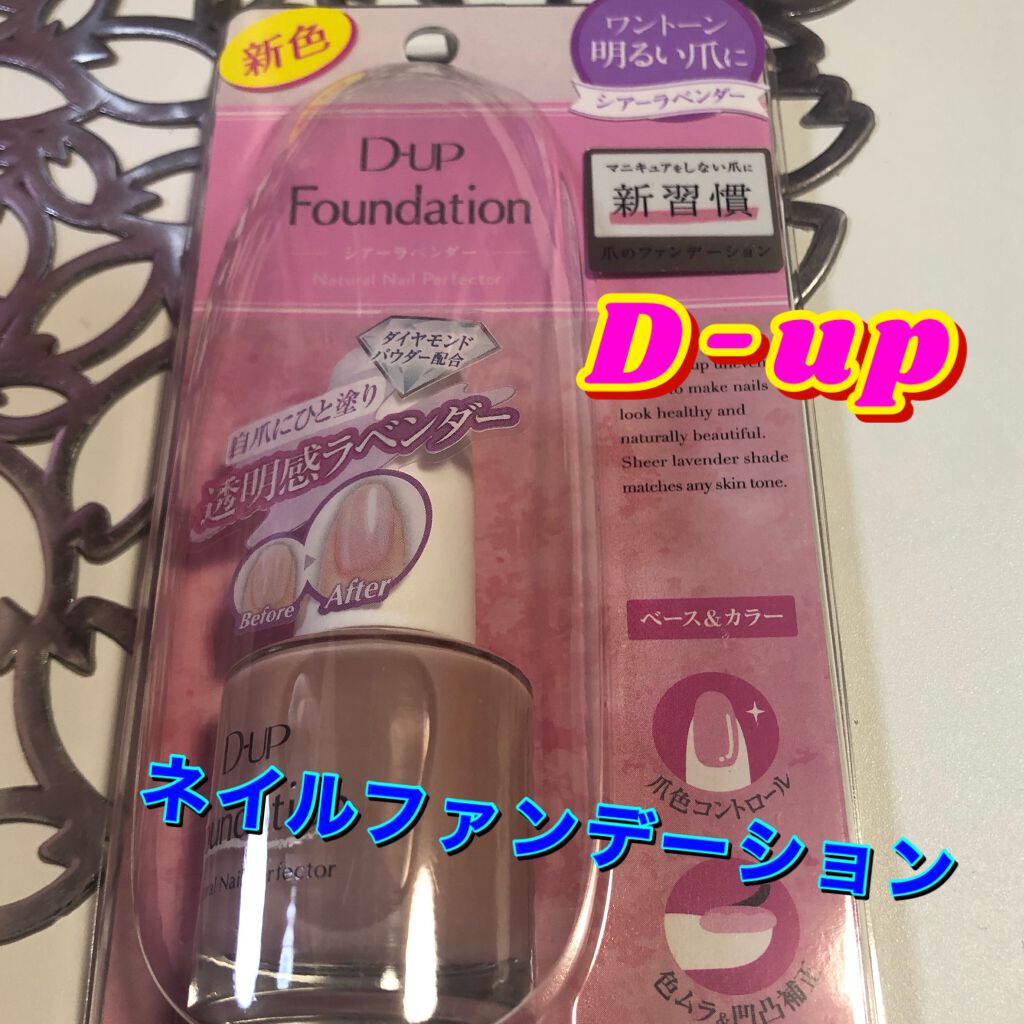 新色
ワントーン
明るい爪に
シアーラベンダー
D-UP
Foundation
シアーラベンダー
Natural Nail Perfector
マニキュアをしない爪に
新習慣
爪のファンデーション
D-up
to make nails
look healthy and
naturally beautiful.
Sheer lavender shade
matches any skin tone.
ダイヤモンド
パウダー配合
自爪にひと塗り
透明感ラベンダー
Before
After
ベース&カラー
爪色コントロール
D-UP
ネイルファンデーション
Nail Perfector
色ムラ&凹凸補正